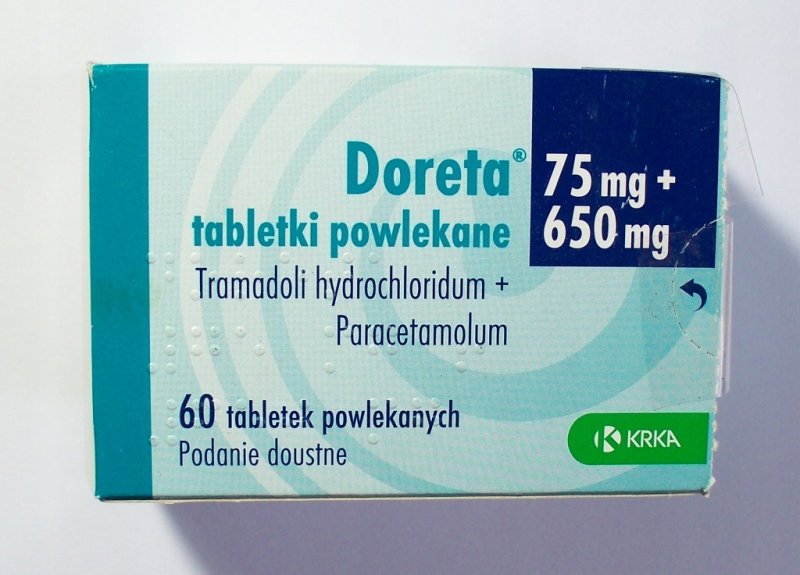 Doreta®
75 mg +
650 mg
tabletki powlekane
Tramadoli hydrochloridum +
Paracetamolum
60 tabletek powlekanych
Podanie doustne
KRKA